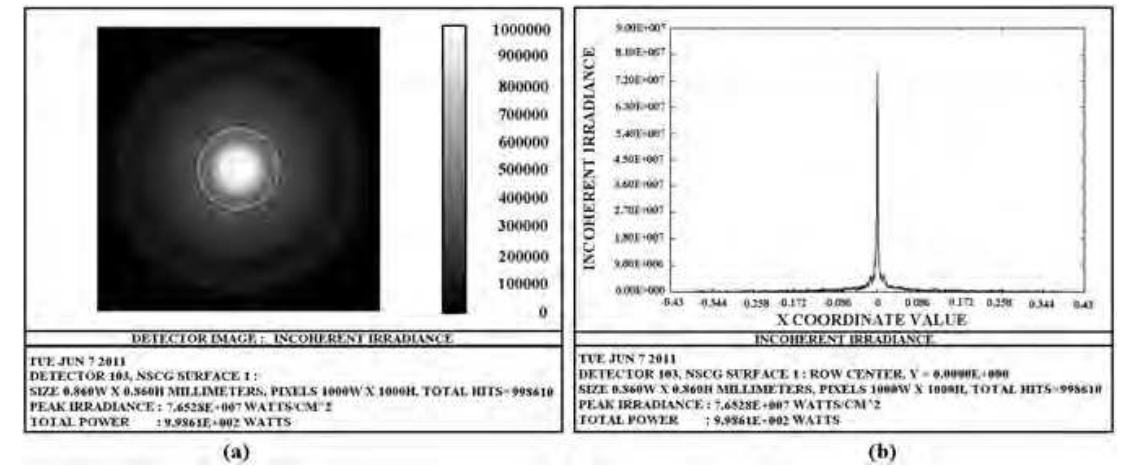 1000000
900000
800000
700000
600000
500000
400000
300000
200000
100000
0
DETECTOR IMAGE : INCOHERENT IRRADIANCE
TUE JUN 7 2011
DETECTOR 103, NSCG SURFACE 1 :
SIZE 0.860W X 0.860H MILLIMETERS, PIXELS 1000W X 1000H, TOTAL HITS=998610
PEAK IRRADIANCE : 7.6528E+007 WATTS/CM^2
TOTAL POWER : 9.9861E+002 WATTS
(a)
INCOHERENT IRRADIANCE
9.00E+007
8.10E+007
7.20E+007
6.30E+007
5.40E+007
4.50E+007
3.60E+007
2.70E+007
1.80E+007
9.00E+006
0.00E+000
-0.43 -0.344 0.258 -0.172 -0.086 0 0.086 0.172 0.258 0.344 0.43
X COORDINATE VALUE
INCOHERENT IRRADIANCE
TUE JUN 7 2011
DETECTOR 103, NSCG SURFACE 1 : ROW CENTER, Y = 0.0000E+000
SIZE 0.860W X 0.860H MILLIMETERS, PIXELS 1000W X 1000H, TOTAL HITS=998610
PEAK IRRADIANCE : 7.6528E+007 WATTS/CM^2
TOTAL POWER : 9.9861E+002 WATTS
(b)